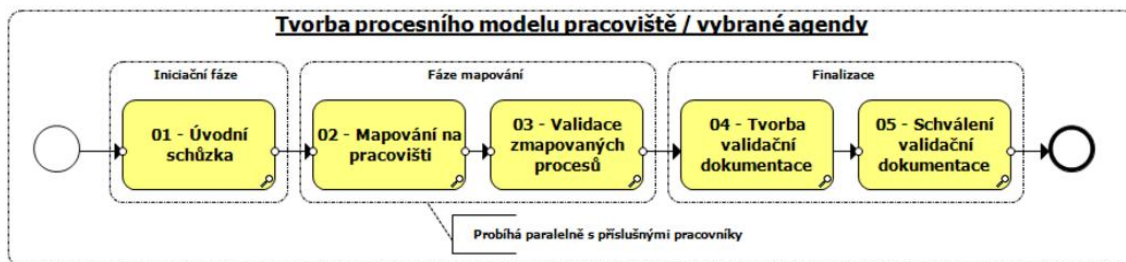 Tvorba procesního modelu pracoviště / vybrané agendy
Iniciační fáze
01 - Úvodní
schůzka
Fáze mapování
02 - Mapování na
pracovišti
03 - Validace
zmapovaných
procesů
Finalizace
04 - Tvorba
validační
dokumentace
05 - Schválení
validační
dokumentace
Probíhá paralelně s příslušnými pracovníky